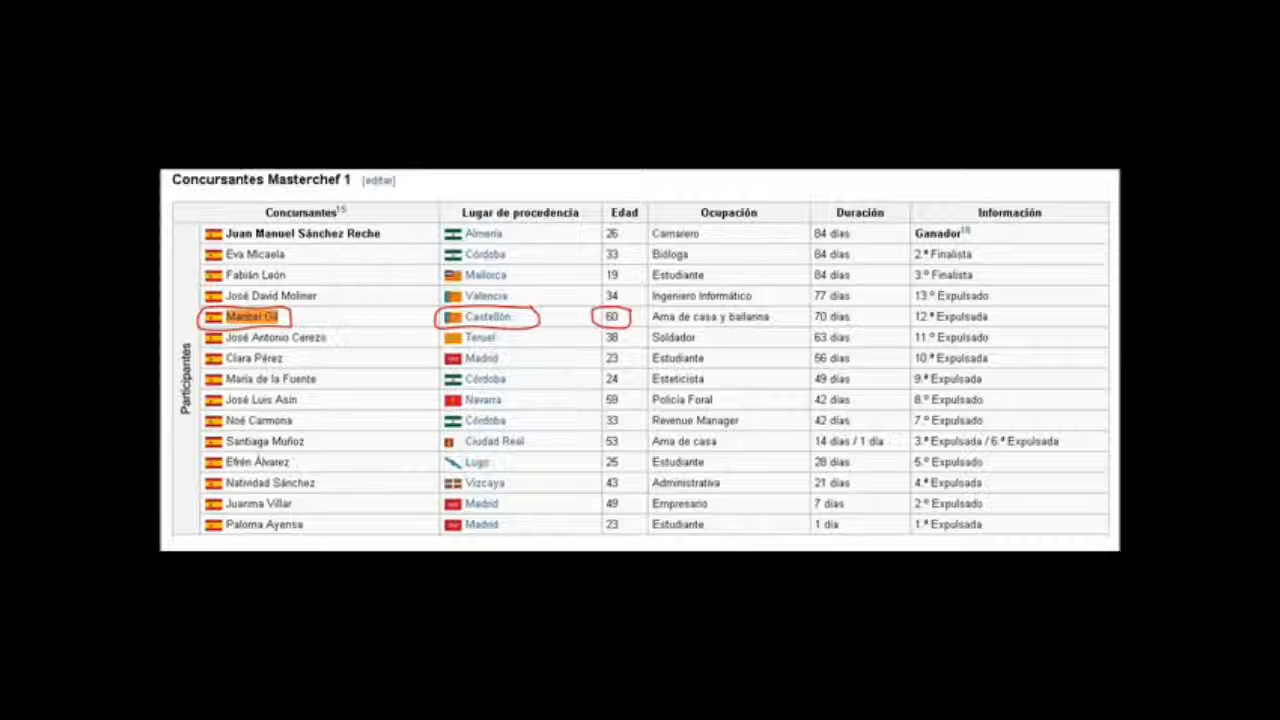 Concursantes Masterchef 1 [editar]
Concursantes15 Lugar de procedencia Edad Ocupación Duración Información
Participantes
Juan Manuel Sánchez Reche Almería 26 Camarero 84 días Ganador16
Eva Micaela Córdoba 33 Bióloga 84 días 2.ª Finalista
Fabián León Mallorca 19 Estudiante 84 días 3.º Finalista
José David Moliner Valencia 34 Ingeniero Informático 77 días 13.º Expulsado
Maribel Gil Castellón 60 Ama de casa y bailarina 70 días 12.ª Expulsada
José Antonio Cerezo Teruel 38 Soldador 63 días 11.º Expulsado
Clara Pérez Madrid 23 Estudiante 56 días 10.ª Expulsada
María de la Fuente Córdoba 24 Esteticista 49 días 9.ª Expulsada
José Luis Asín Navarra 59 Policía Foral 42 días 8.º Expulsado
Noé Carmona Córdoba 33 Revenue Manager 42 días 7.º Expulsado
Santiaga Muñoz Ciudad Real 53 Ama de casa 14 días / 1 día 3.ª Expulsada / 6.ª Expulsada
Efrén Álvarez Lugo 25 Estudiante 28 días 5.º Expulsado
Natividad Sánchez Vizcaya 43 Administrativa 21 días 4.ª Expulsada
Juanma Villar Madrid 49 Empresario 7 días 2.º Expulsado
Paloma Ayensa Madrid 23 Estudiante 1 día 1.ª Expulsada